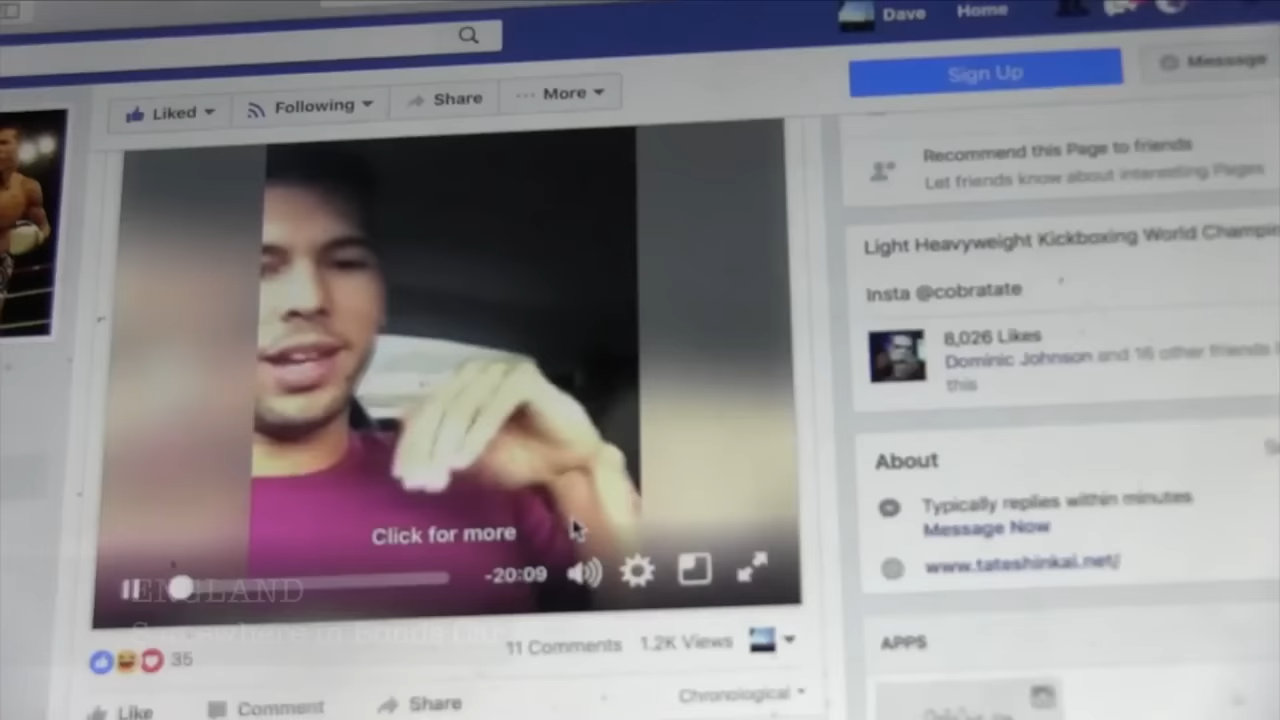 Dave Home
Sign Up
Message
Liked Following Share More
Recommend this Page to friends
Let friends know about interesting Pages
Light Heavyweight Kickboxing World
Insta @cobratate
8,026 Likes
Dominic Johnson and 16 other friends
this
About
Typically replies within minutes
Message Now
www.tateshinkai.net/
APPS
Click for more
-20:09
ENGLAND
11 Comments 1.2K Views
35
Like Comment Share
Chronological